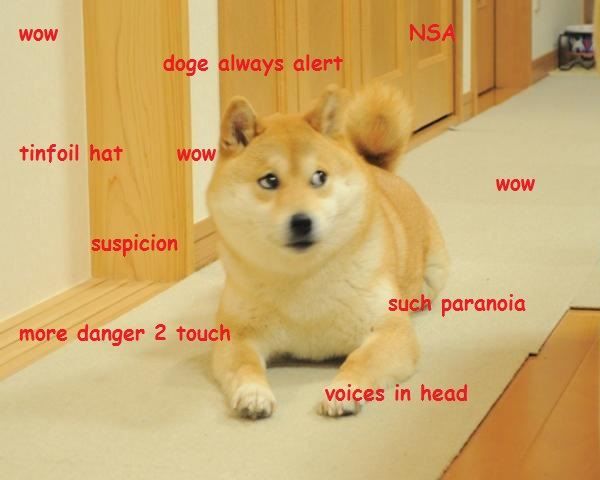 wow
NSA
doge always alert
tinfoil hat
wow
wow
suspicion
such paranoia
more danger 2 touch
voices in head